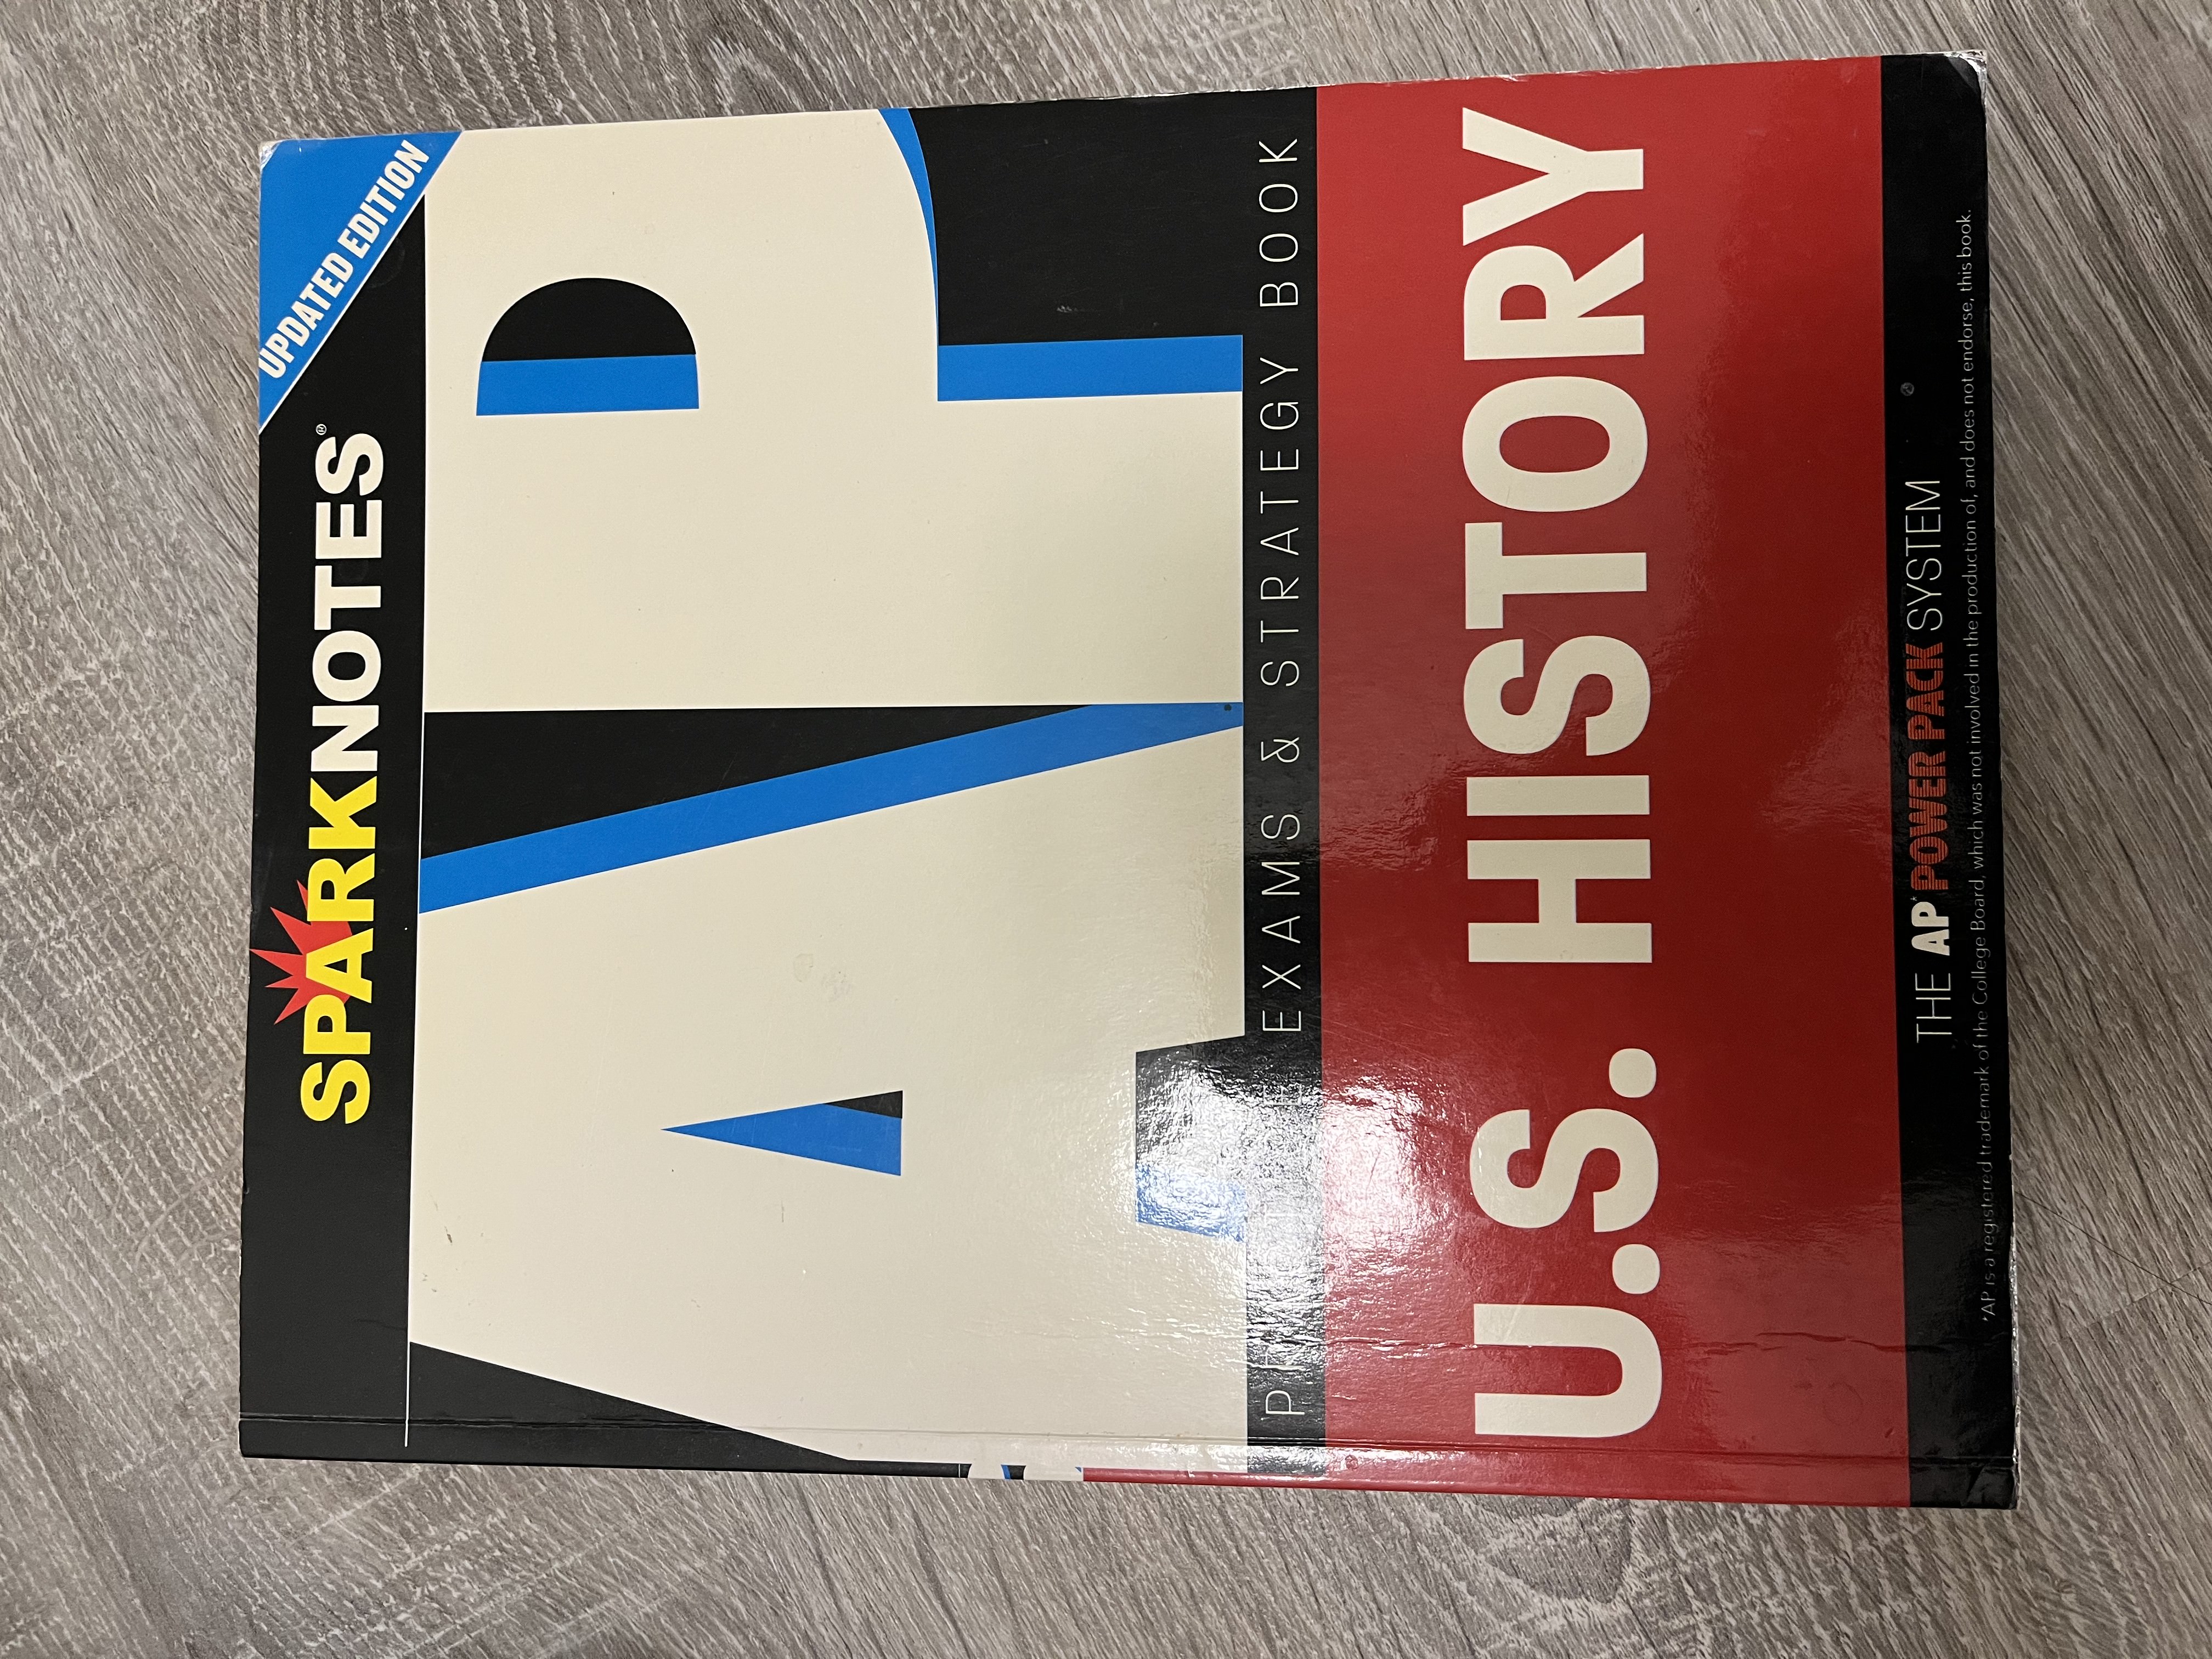 UPDATED EDITION
SPARKNOTES®
AP
EXAMS & STRATEGY BOOK
U.S. HISTORY
THE AP* POWER PACK SYSTEM
*AP is a registered trademark of the College Board, which was not involved in the production of, and does not endorse, this book.